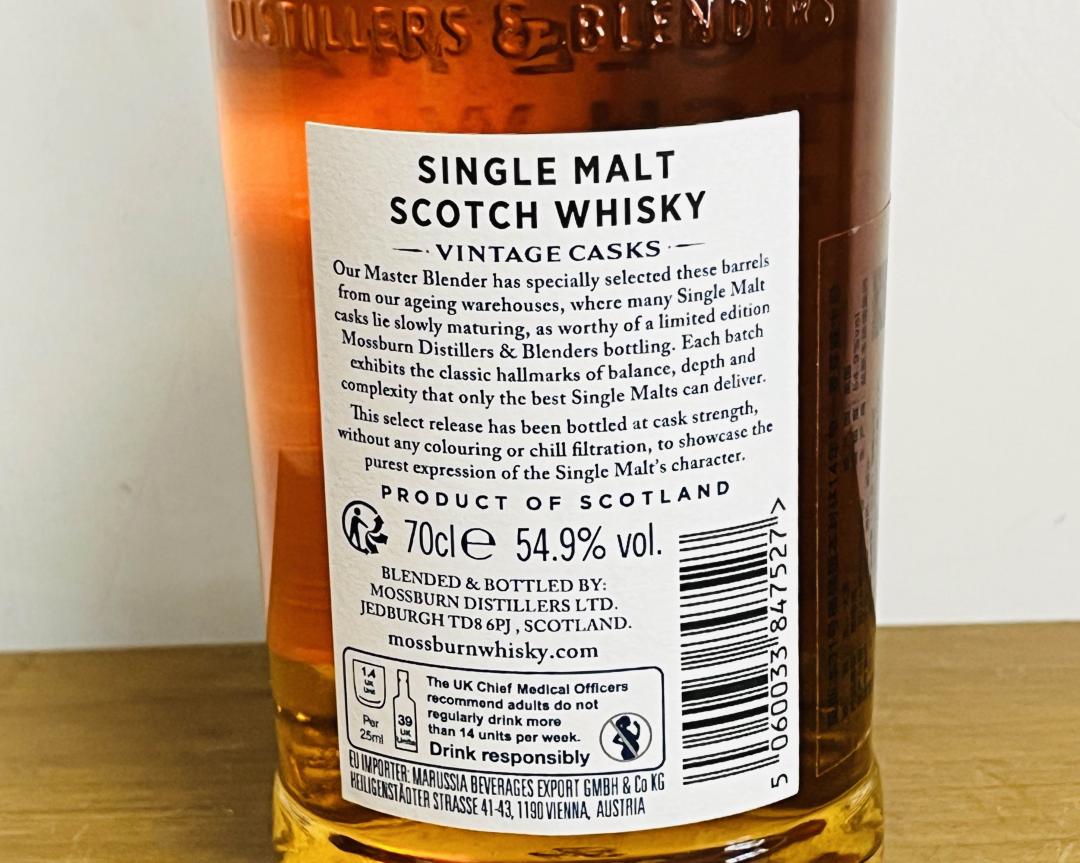 DISTILLERS & BLENDERS
SINGLE MALT
SCOTCH WHISKY
VINTAGE CASKS
Our Master Blender has specially selected these barrels
from our ageing warehouses, where many Single Malt
casks lie slowly maturing, as worthy of a limited edition
Mossburn Distillers & Blenders bottling. Each batch
exhibits the classic hallmarks of balance, depth and
complexity that only the best Single Malts can deliver.
This select release has been bottled at cask strength,
without any colouring or chill filtration, to showcase the
purest expression of the Single Malt's character.
PRODUCT OF SCOTLAND
70cl e 54.9% vol.
BLENDED & BOTTLED BY:
MOSSBURN DISTILLERS LTD.
JEDBURGH TD8 6PJ , SCOTLAND.
mossburnwhisky.com
1.4
UK
Unit
Per
25ml
39
UK
Units
The UK Chief Medical Officers
recommend adults do not
regularly drink more
than 14 units per week.
Drink responsibly
EU IMPORTER: MARUSSIA BEVERAGES EXPORT GMBH & Co KG
HEILIGENSTÄDTER STRASSE 41-43, 1190 VIENNA, AUSTRIA
5 060033 847527 >